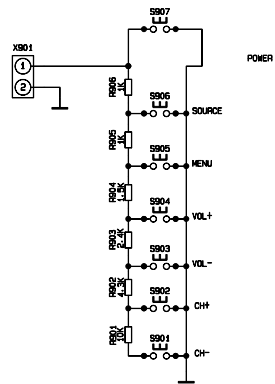 S907
X901
POWER
1
R906
1K
2
S906
SOURCE
R905
1K
S905
MENU
R904
1.5K
S904
VOL+
R903
2.4K
S903
VOL-
R902
4.3K
S902
CH+
R901
10K
S901
CH-